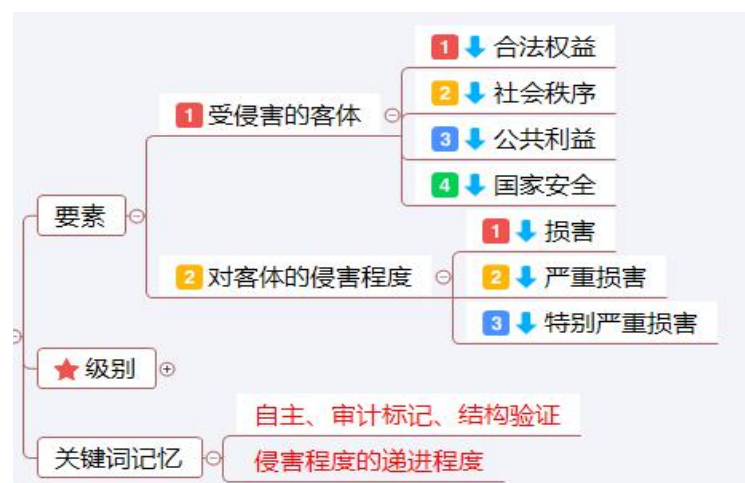 要素
1 受侵害的客体
1 合法权益
2 社会秩序
3 公共利益
4 国家安全
2 对客体的侵害程度
1 损害
2 严重损害
3 特别严重损害
级别
关键词记忆
自主、审计标记、结构验证
侵害程度的递进程度